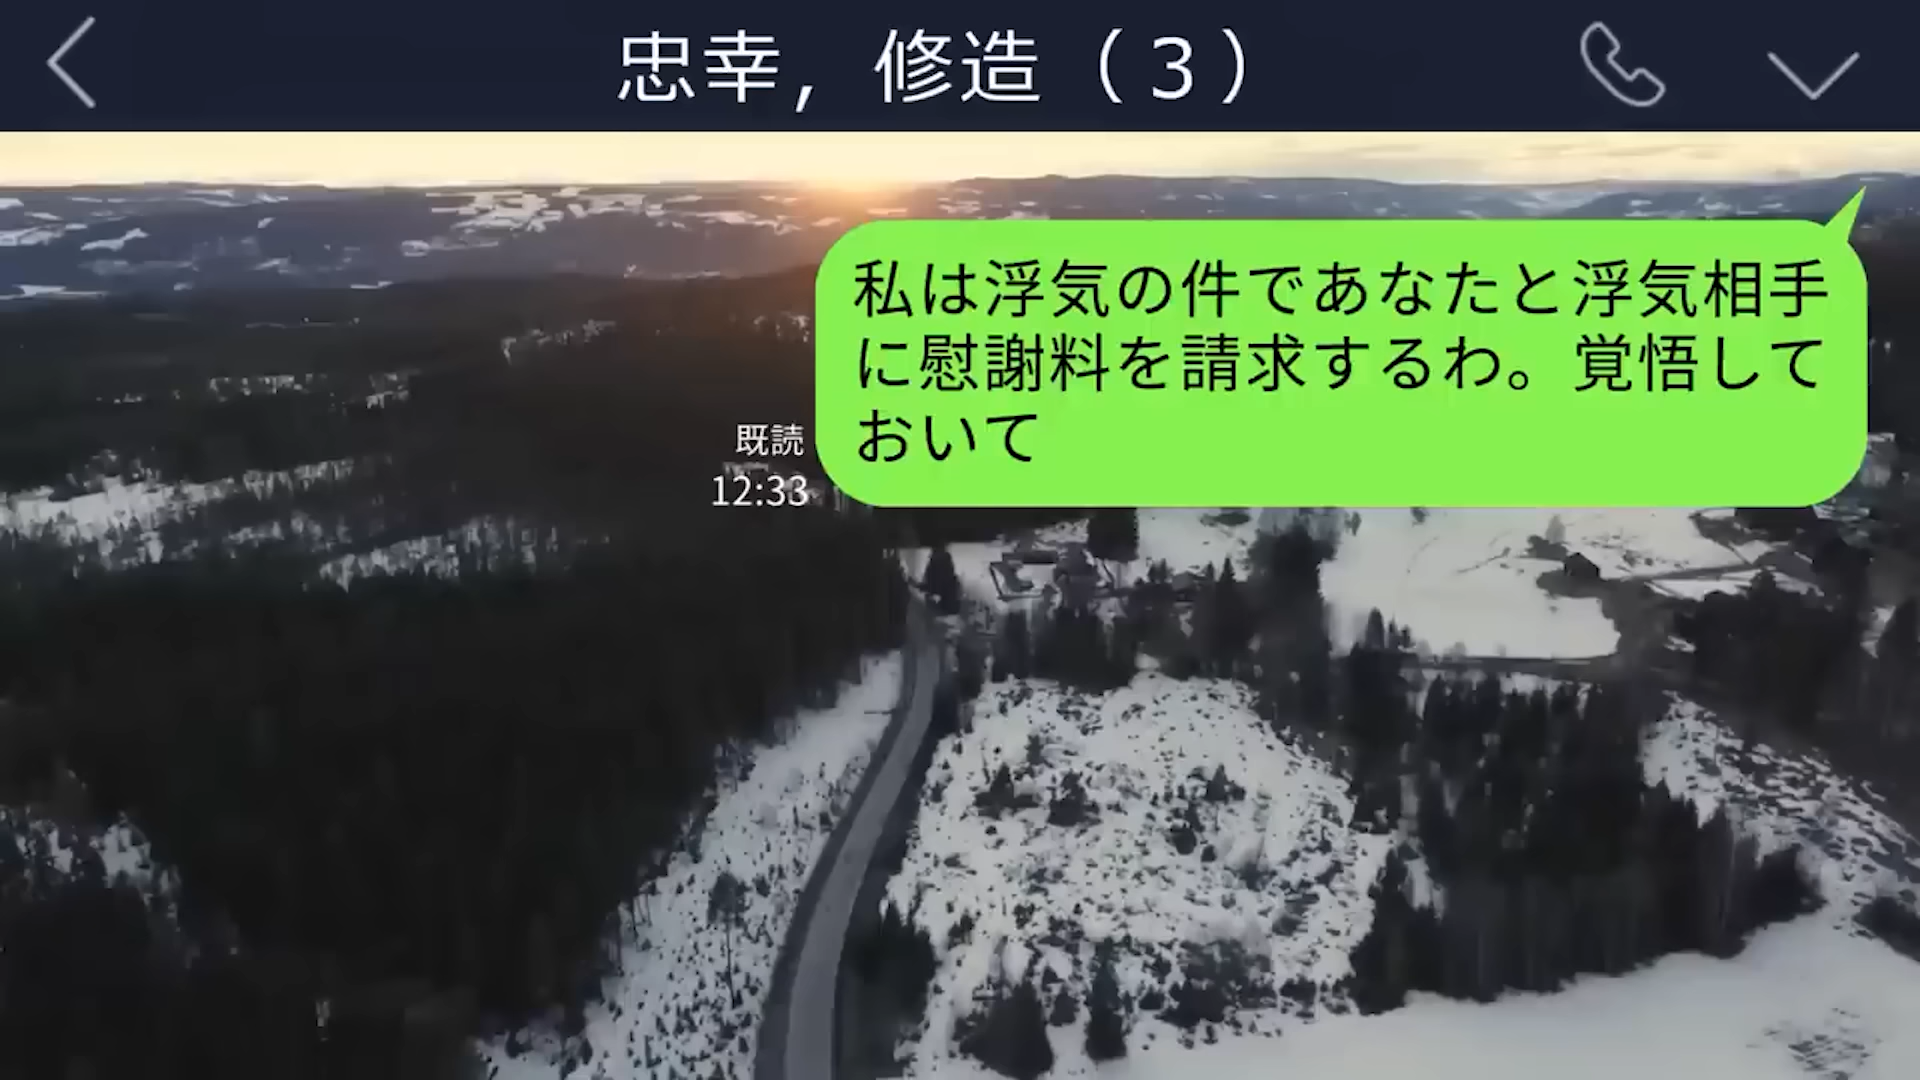 忠幸，修造（３）
私は浮気の件であなたと浮気相手
に慰謝料を請求するわ。覚悟して
おいて
既読
12:33